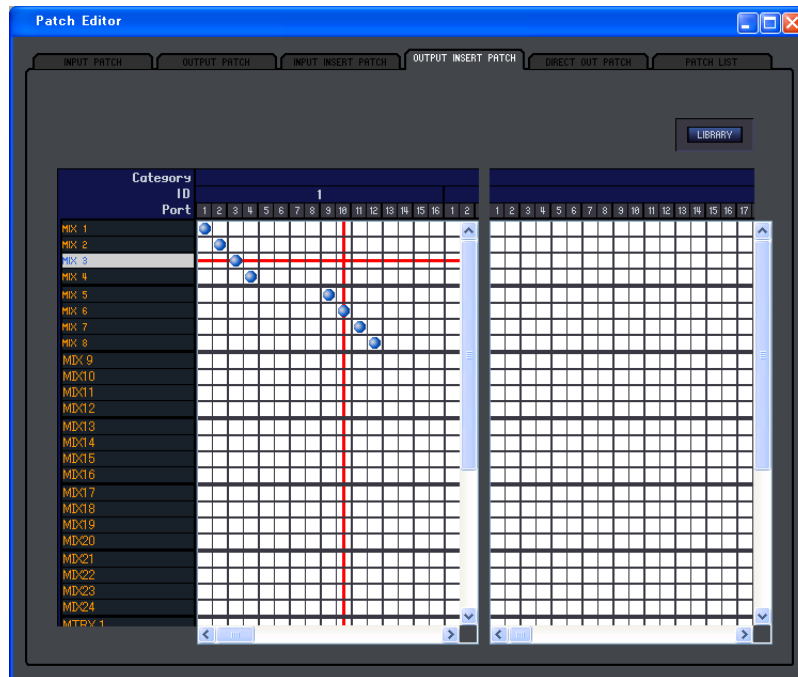 Patch Editor
INPUT PATCH OUTPUT PATCH INPUT INSERT PATCH OUTPUT INSERT PATCH DIRECT OUT PATCH PATCH LIST
LIBRARY
Category
ID 1
Port 1 2 3 4 5 6 7 8 9 10 11 12 13 14 15 16 1 2 1 2 3 4 5 6 7 8 9 10 11 12 13 14 15 16 17
MIX 1
MIX 2
MIX 3
MIX 4
MIX 5
MIX 6
MIX 7
MIX 8
MIX 9
MIX10
MIX11
MIX12
MIX13
MIX14
MIX15
MIX16
MIX17
MIX18
MIX19
MIX20
MIX21
MIX22
MIX23
MIX24
MTRX 1